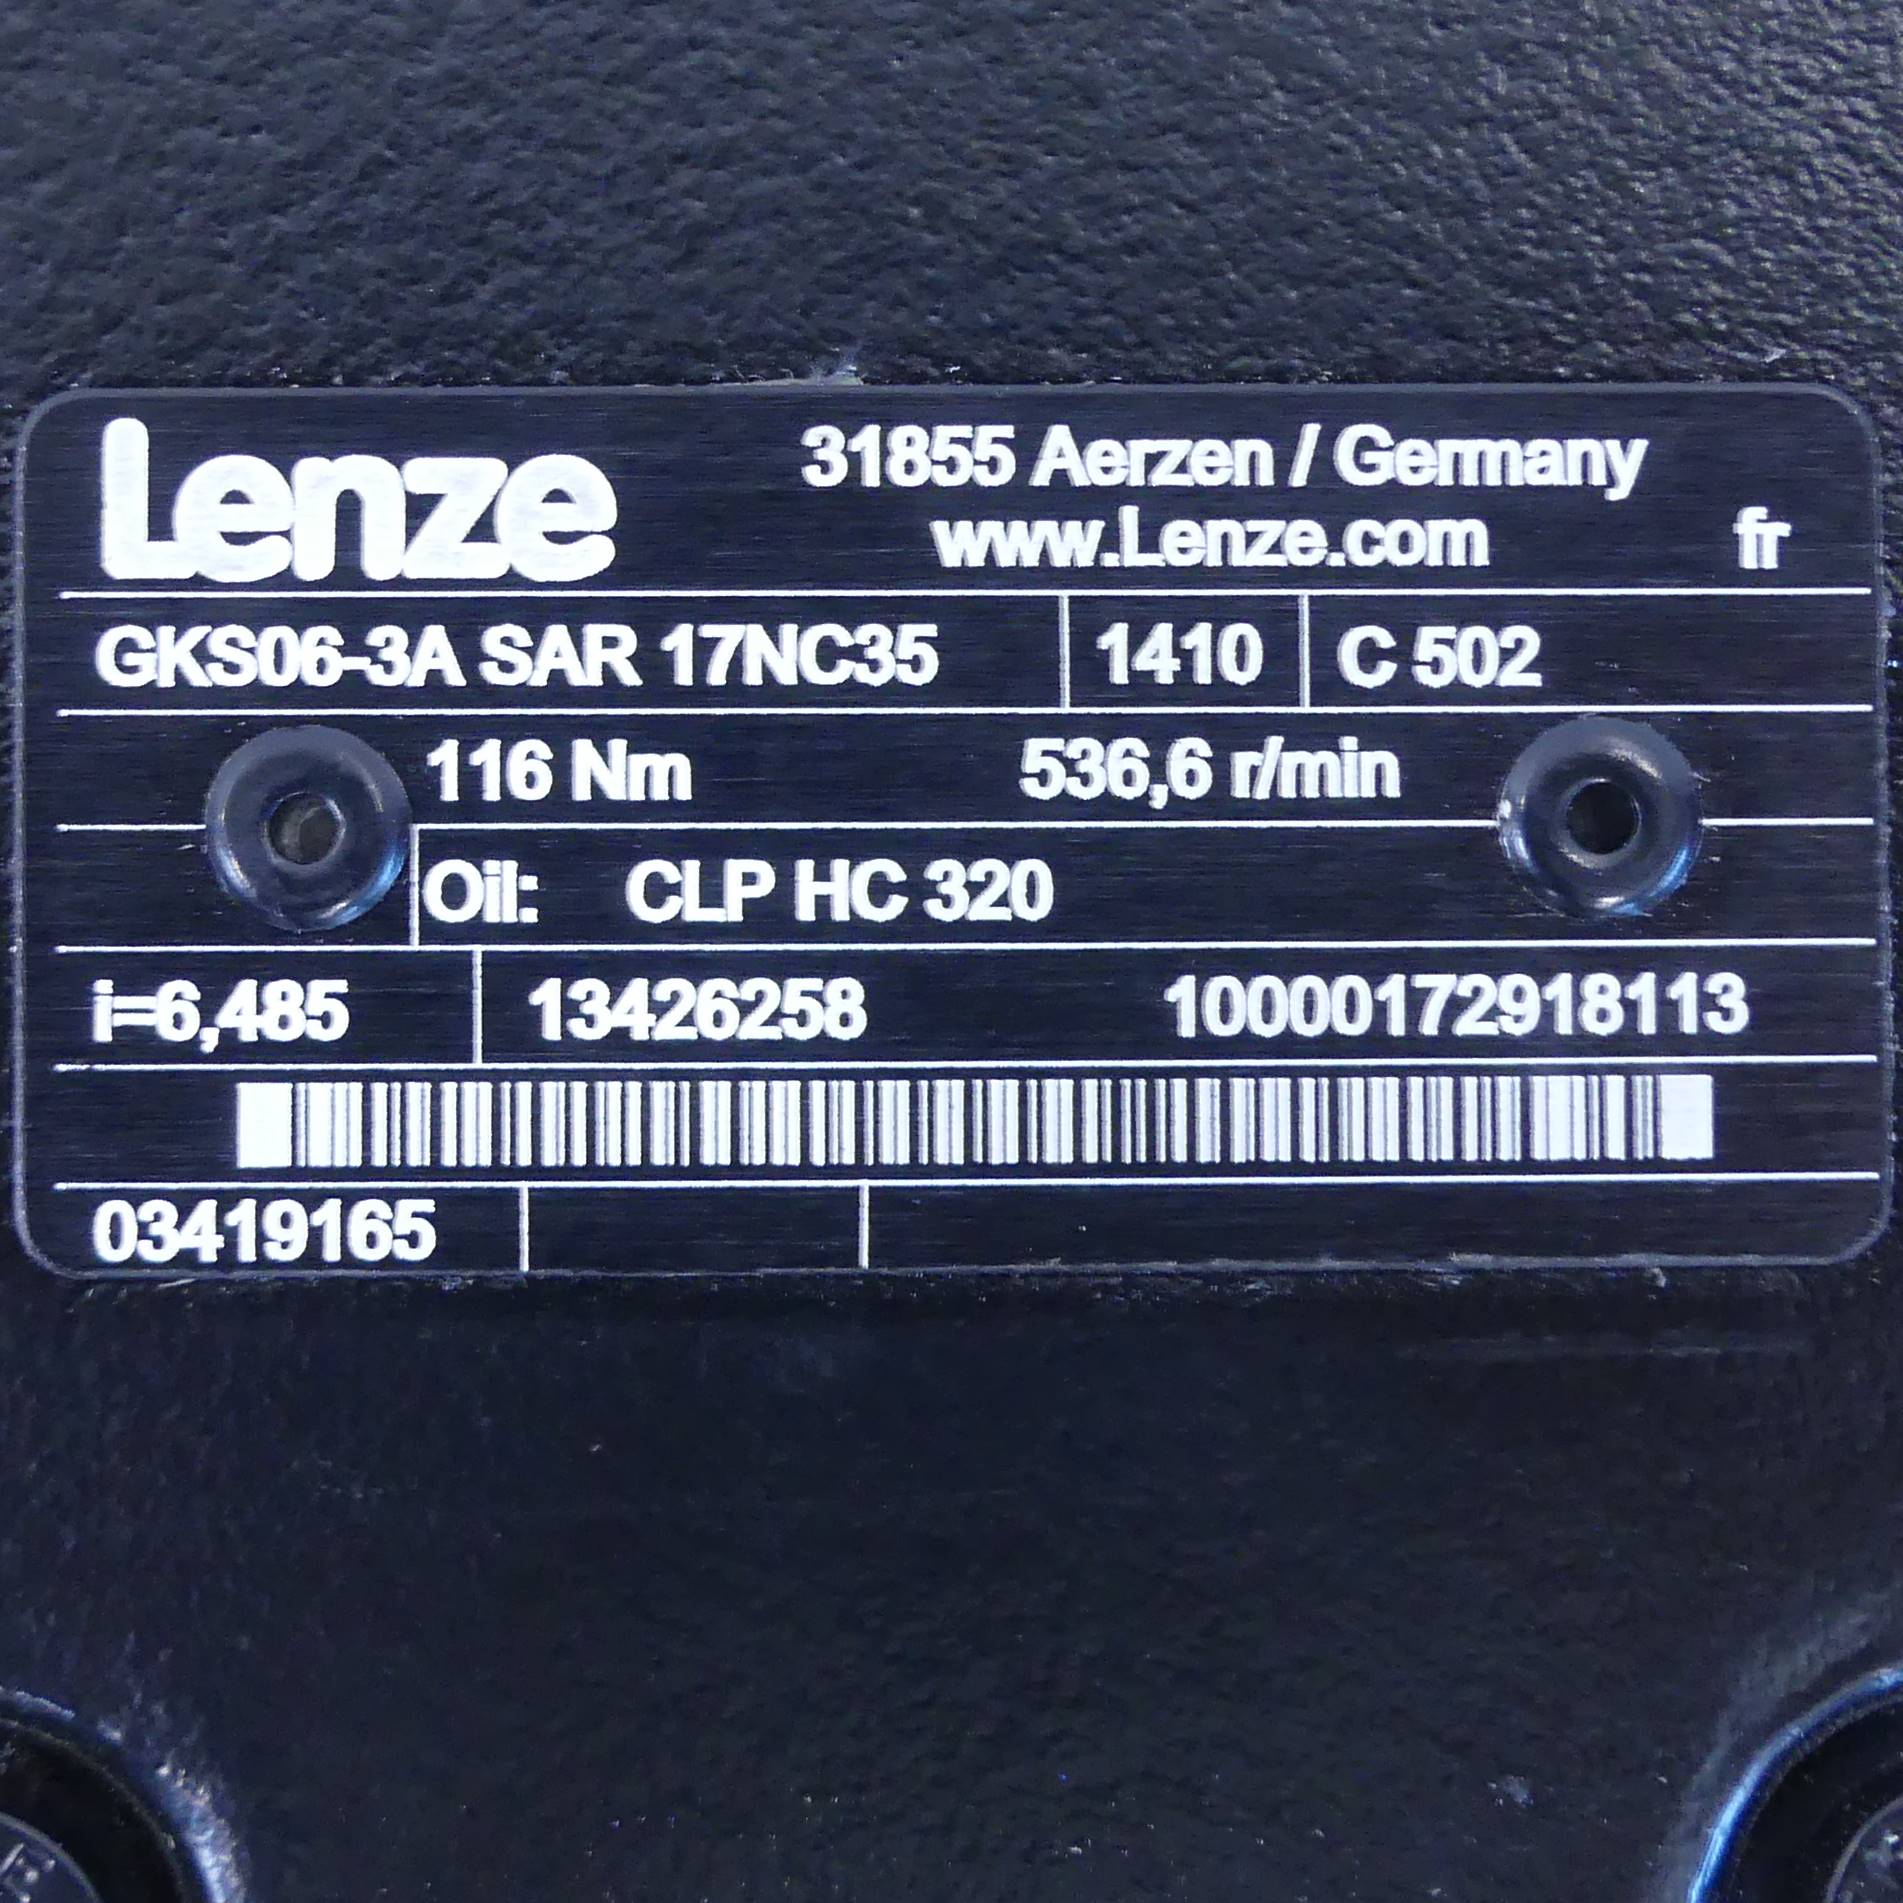 Lenze 31855 Aerzen / Germany
www.Lenze.com fr
GKS06-3A SAR 17NC35 1410 C 502
116 Nm 536,6 r/min
Oil: CLP HC 320
i=6,485 13426258 10000172918113
03419165